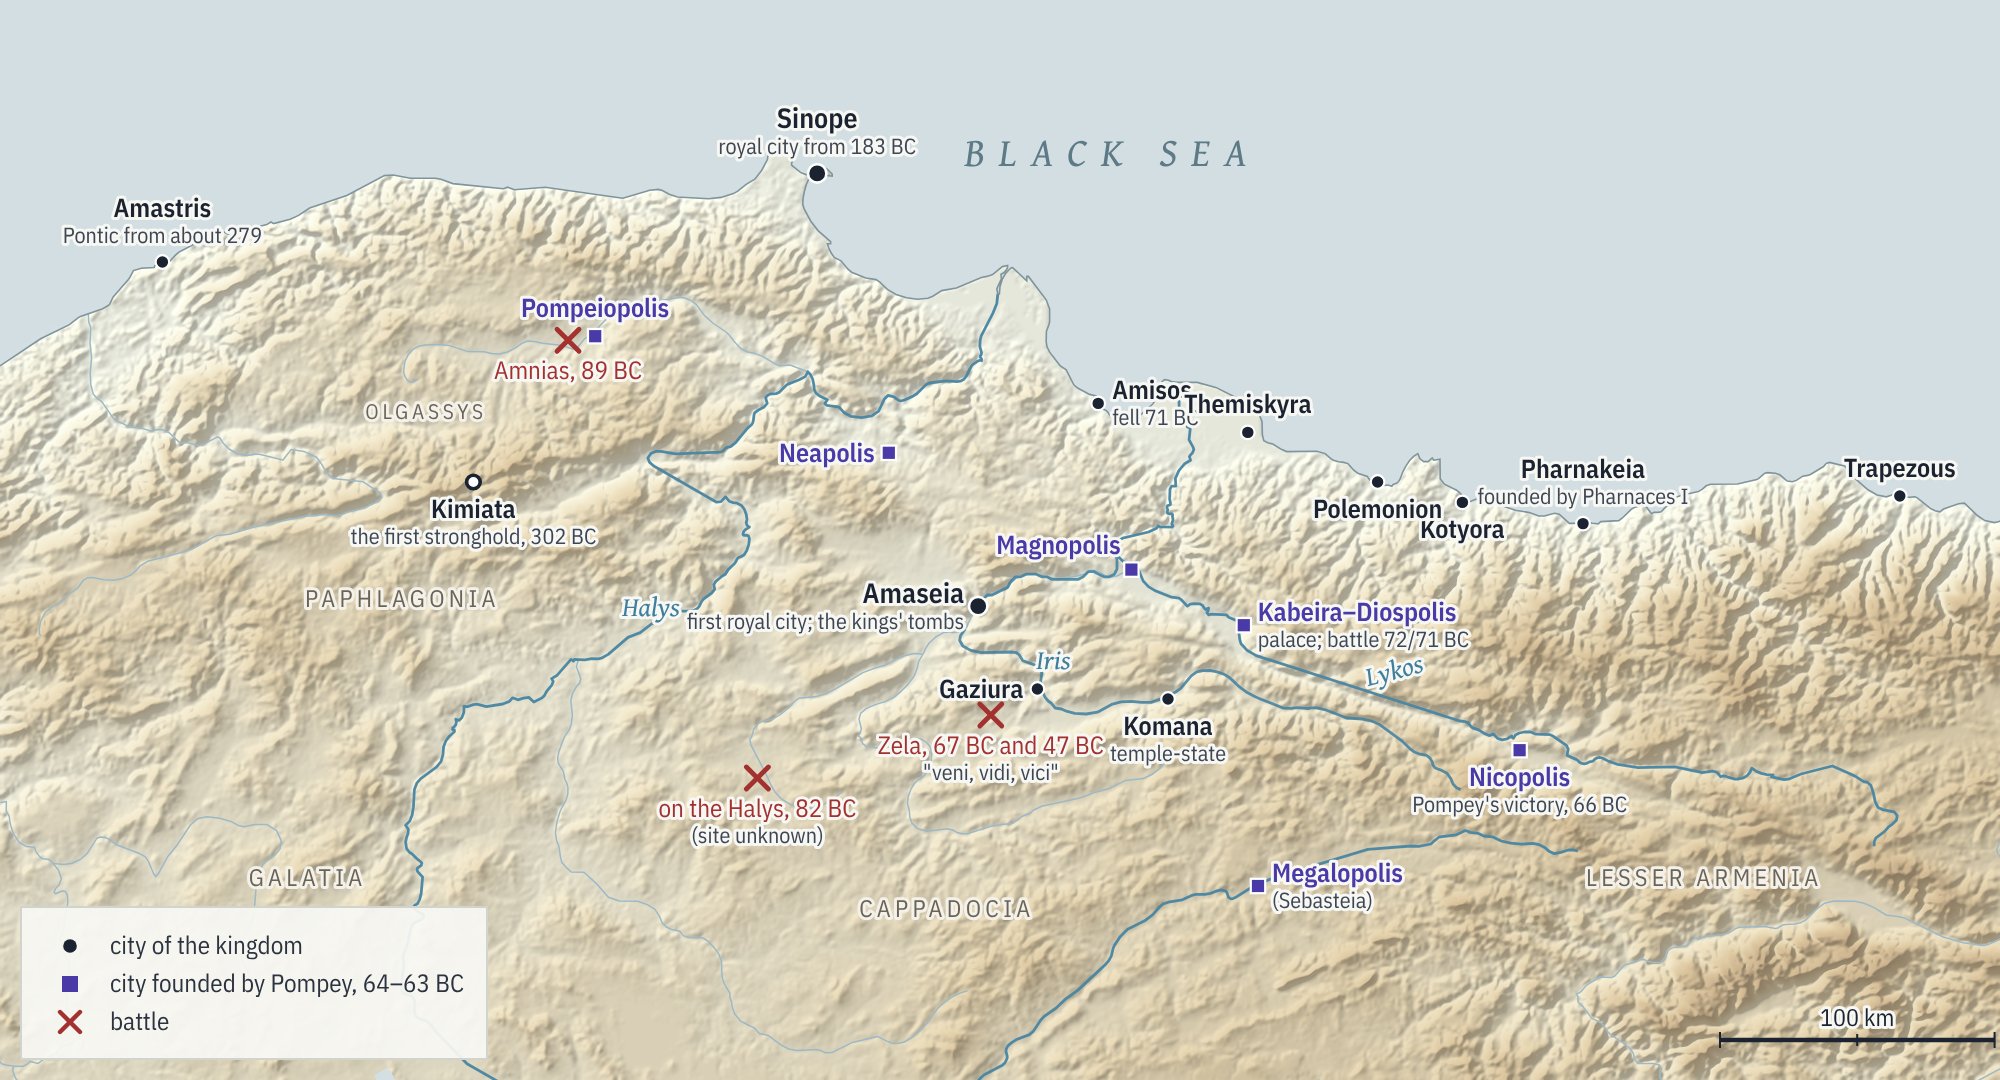 Sinope
royal city from 183 BC
BLACK SEA
Amastris
Pontic from about 279
Pompeiopolis
Amnias, 89 BC
OLGASSYS
Amisos
fell 71 BC
Themiskyra
Neapolis
Kimiata
the first stronghold, 302 BC
Polemonion
Kotyora
Pharnakeia
founded by Pharnaces I
Trapezous
Magnopolis
PAPHLAGONIA
Halys
Amaseia
first royal city; the kings' tombs
Kabeira–Diospolis
palace; battle 72/71 BC
Iris
Lykos
Gaziura
Komana
temple-state
Zela, 67 BC and 47 BC
"veni, vidi, vici"
on the Halys, 82 BC
(site unknown)
Nicopolis
Pompey's victory, 66 BC
GALATIA
CAPPADOCIA
Megalopolis
(Sebasteia)
LESSER ARMENIA
city of the kingdom
city founded by Pompey, 64–63 BC
battle
100 km